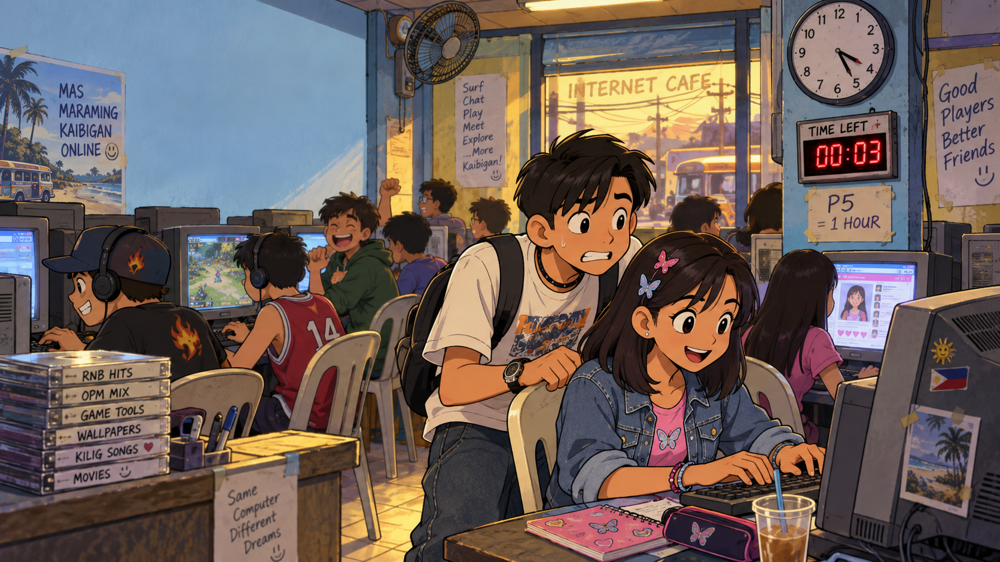 MAS
MARAMING
KAIBIGAN
ONLINE
Surf
Chat
Play
Meet
Explore
...More
Kaibigan!
INTERNET CAFE
12
1
2
3
4
5
6
7
8
9
10
11
TIME LEFT
00:03
P5
= 1 HOUR
Good
Players
Better
Friends
14
RNB HITS
OPM MIX
GAME TOOLS
WALLPAPERS
KILIG SONGS
MOVIES
Same
Computer
Different
Dreams